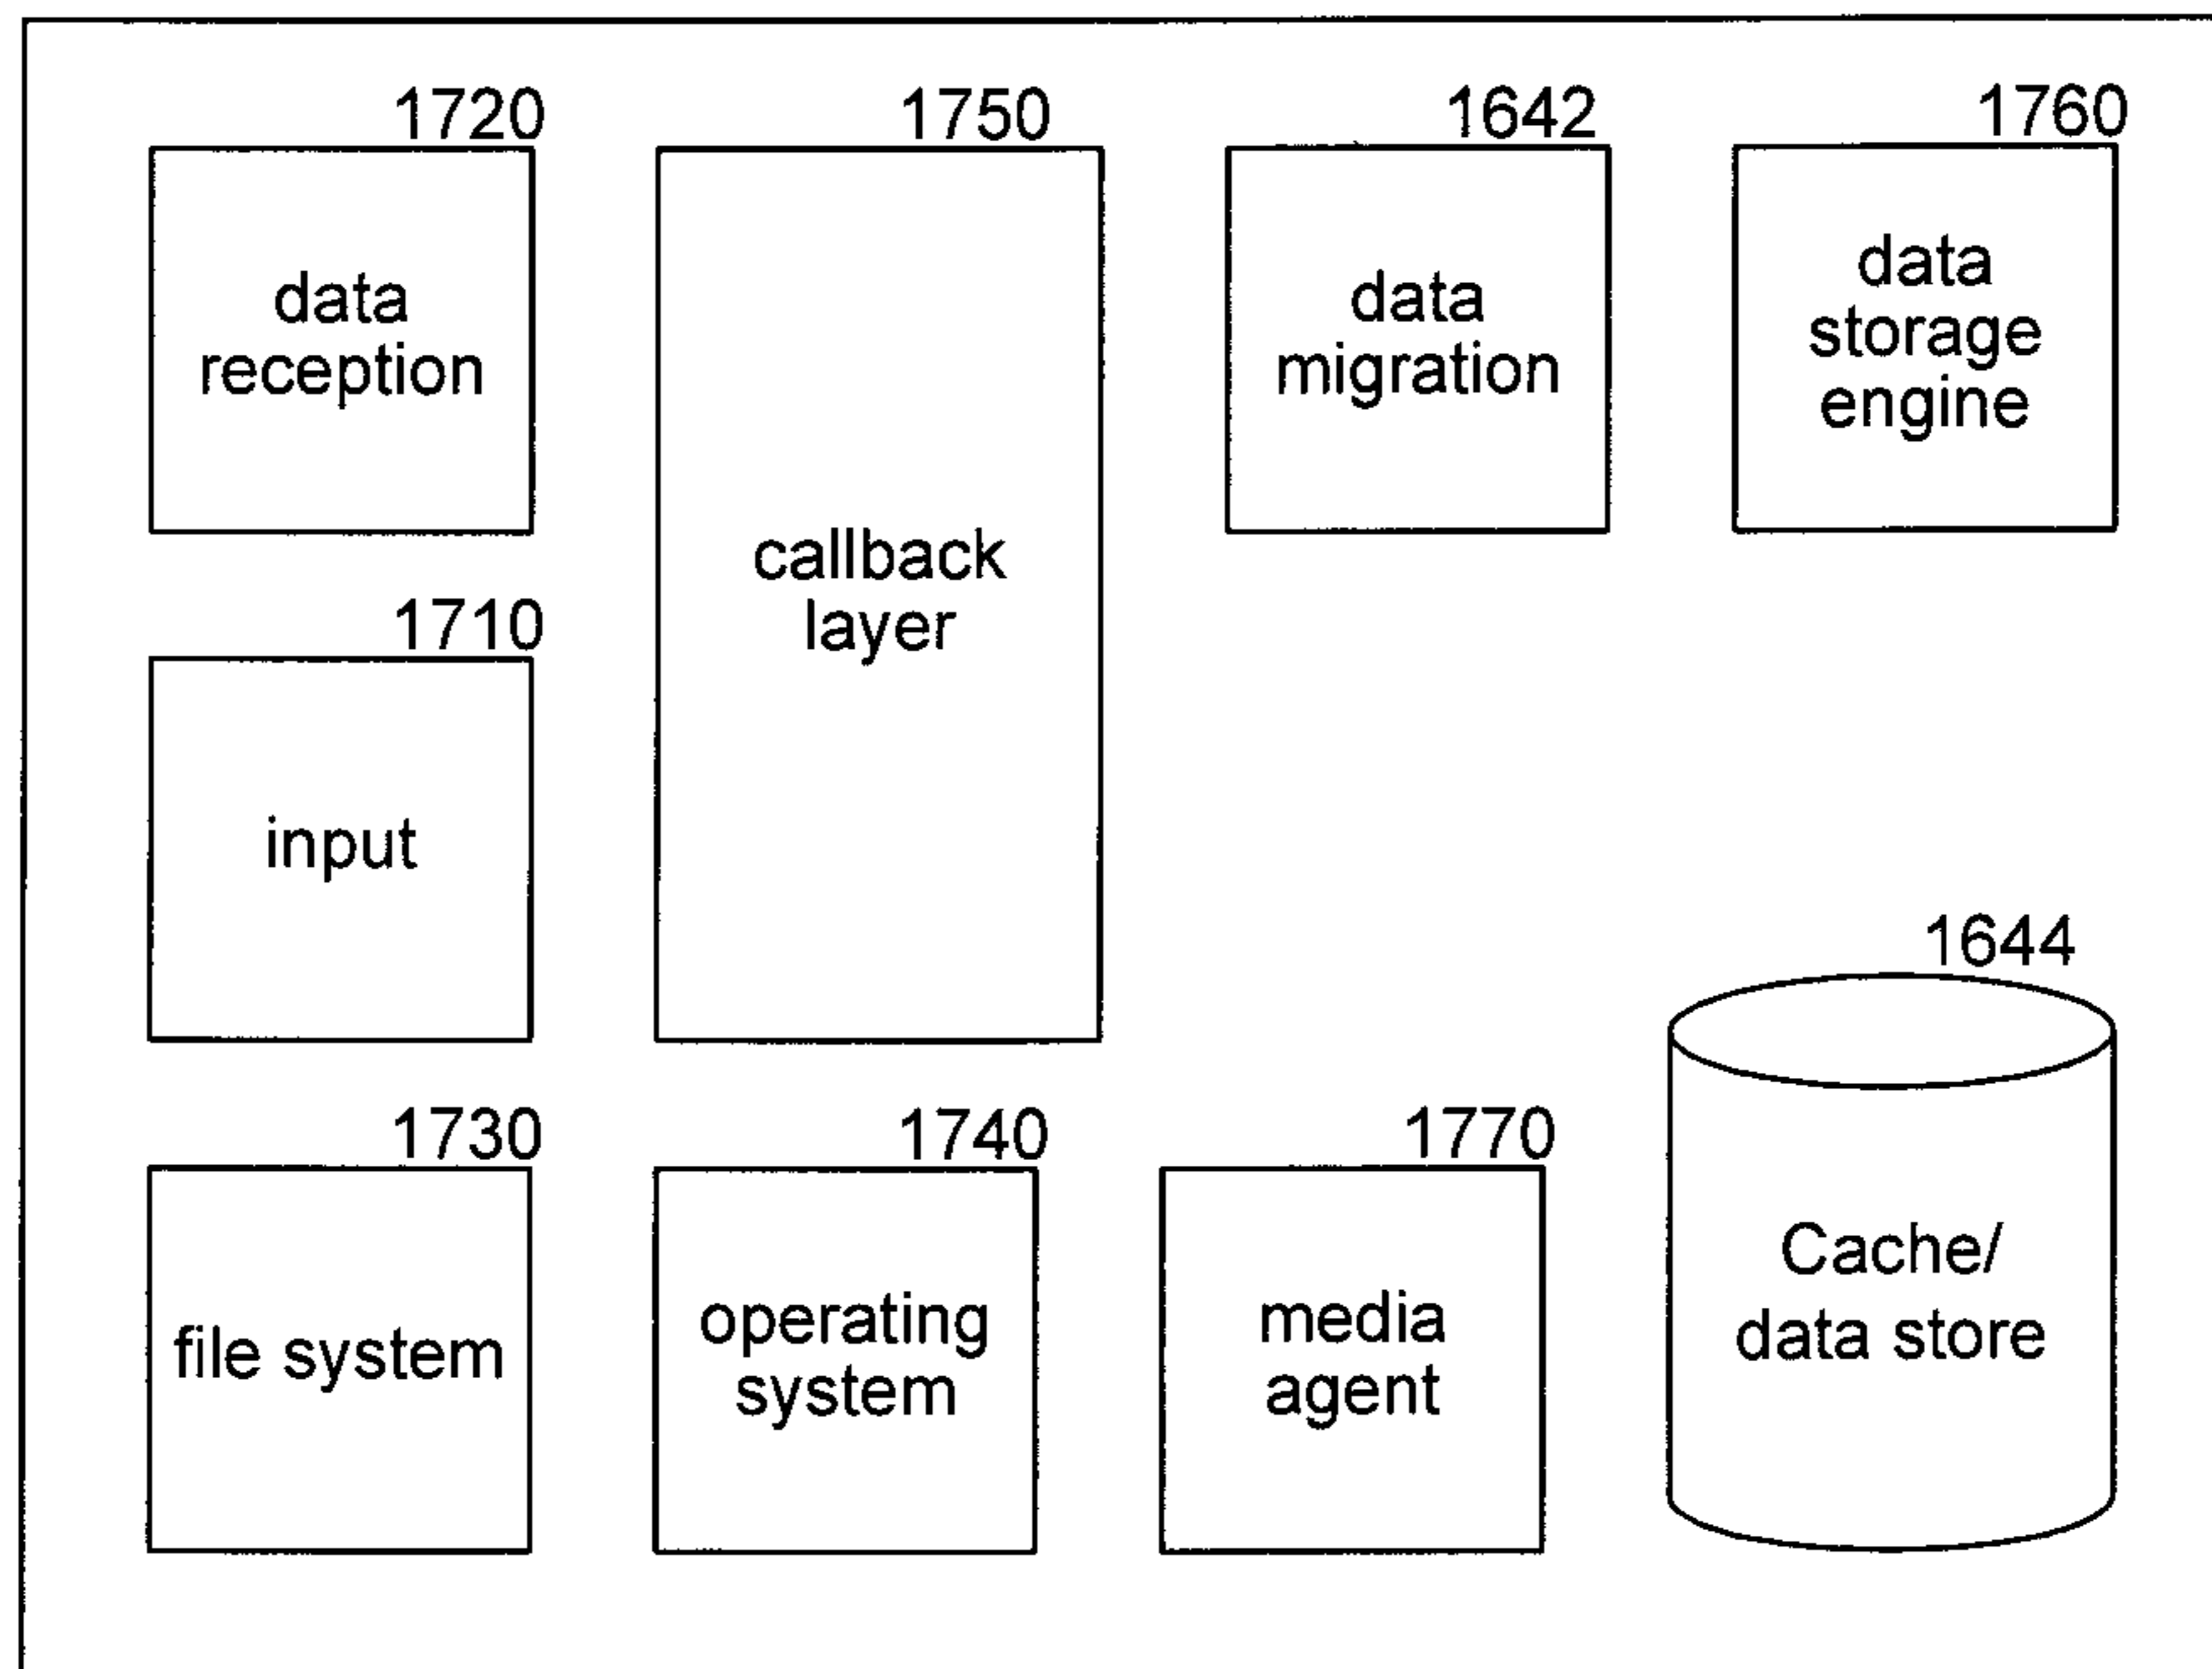 1720
data
reception
1750
callback
layer
1642
data
migration
1760
data
storage
engine
1710
input
1644
Cache/
data store
1730
file system
1740
operating
system
1770
media
agent